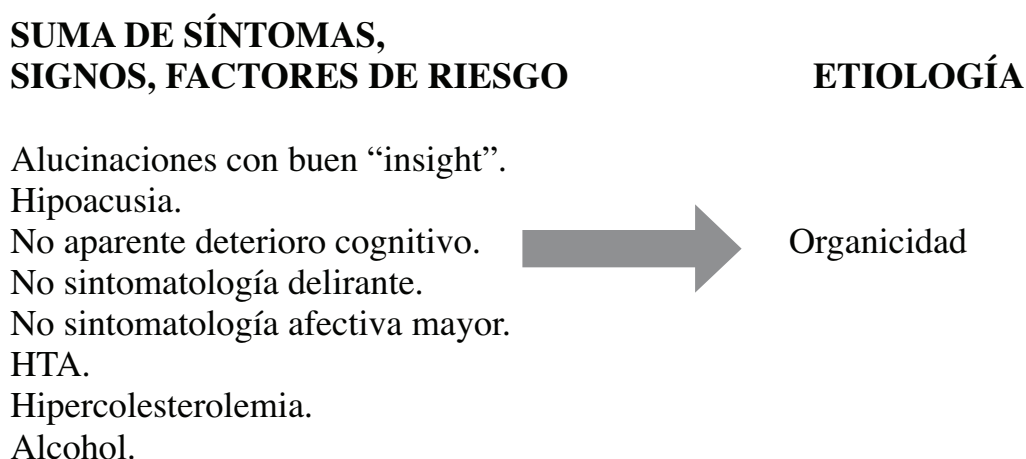 SUMA DE SÍNTOMAS,
SIGNOS, FACTORES DE RIESGO ETIOLOGÍA
Alucinaciones con buen “insight”.
Hipoacusia.
No aparente deterioro cognitivo. Organicidad
No sintomatología delirante.
No sintomatología afectiva mayor.
HTA.
Hipercolesterolemia.
Alcohol.